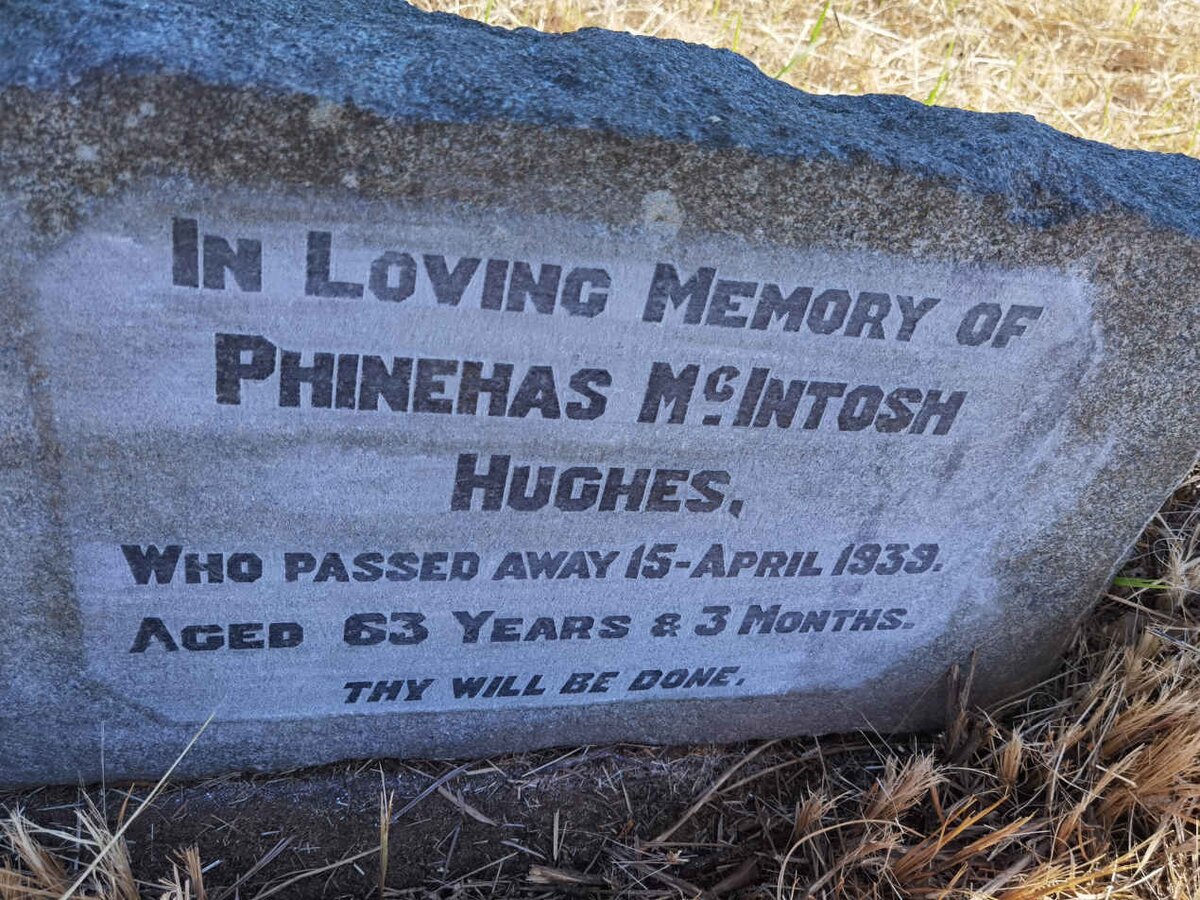 IN LOVING MEMORY OF
PHINEHAS McINTOSH
HUGHES,
WHO PASSED AWAY 15-APRIL 1939.
AGED 63 YEARS & 3 MONTHS.
THY WILL BE DONE.